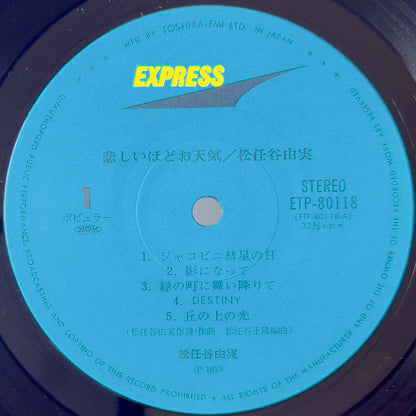 MFD. BY TOSHIBA-EMI LTD. IN JAPAN
EXPRESS
悲しいほどお天気/松任谷由実
1
ポピュラー
STEREO
ETP-80118
(ETP-80118-A)
33⅓ r.p.m.
1. ジャコビニ彗星の日
2. 影になって
3. 緑の町に舞い降りて
4. DESTINY
5. 丘の上の光
(松任谷由実作詩・作曲 松任谷正隆編曲)
松任谷由実
Ⓟ 1979
UNAUTHORIZED PUBLIC PERFORMANCE, BROADCASTING AND COPYING OF THIS RECORD PROHIBITED ★ ALL RIGHTS OF THE MANUFACTURER AND OF THE OWNER OF THE RECORDED WORK ARE RESERVED